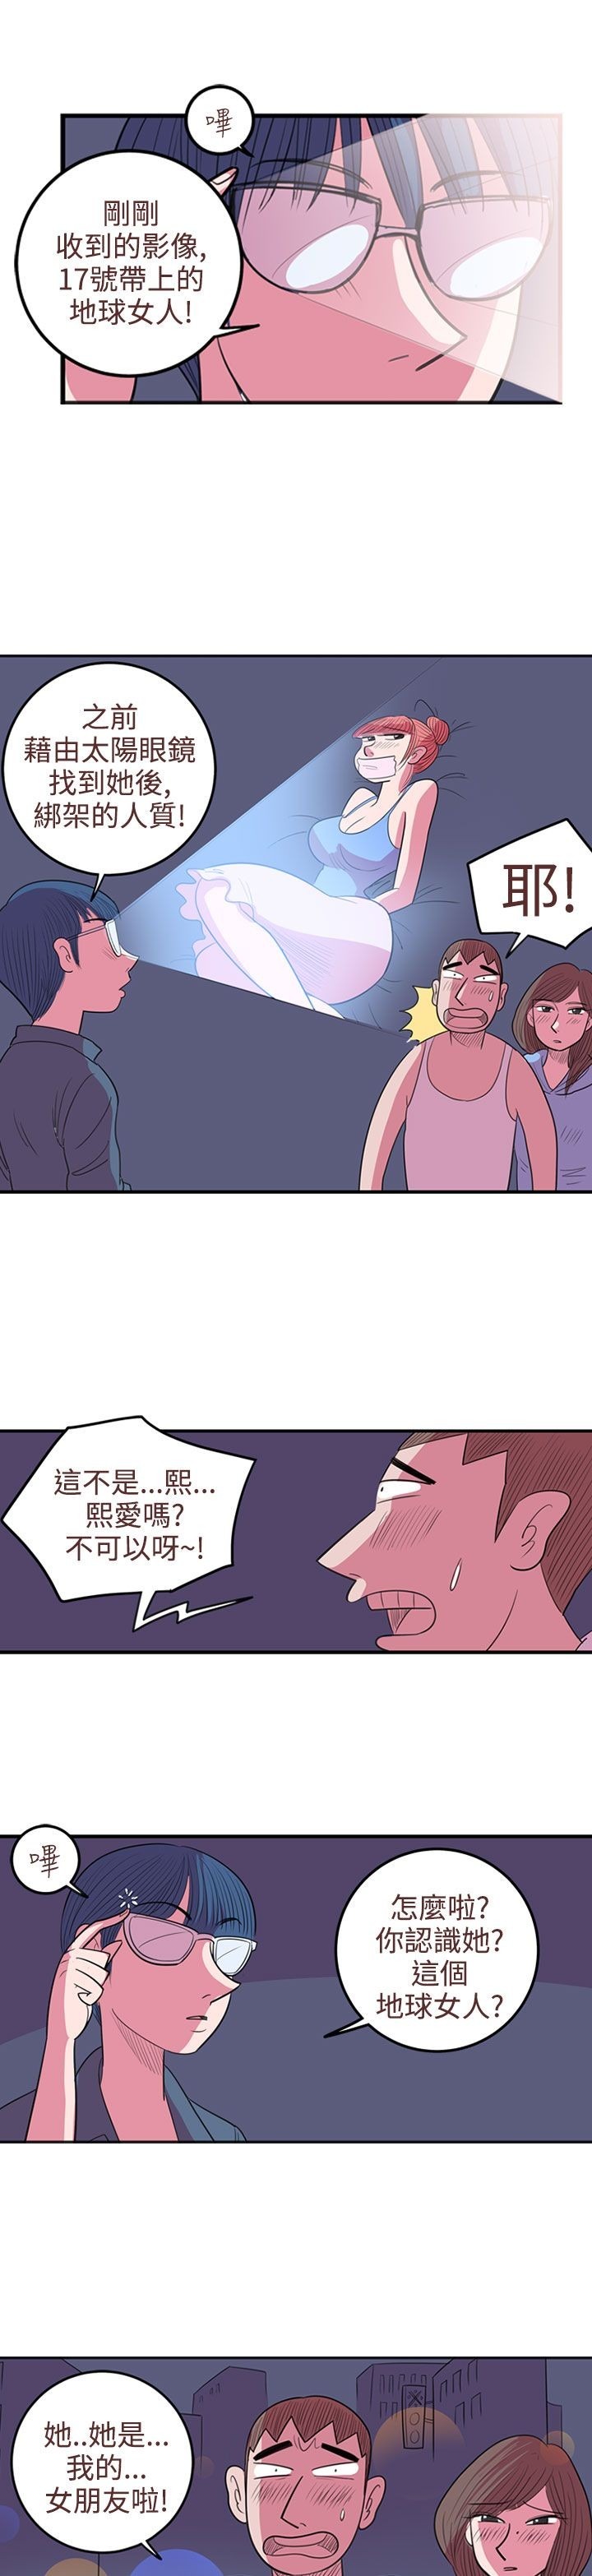 嗶
剛剛
收到的影像,
17號帶上的
地球女人!
之前
藉由太陽眼鏡
找到她後,
綁架的人質!
耶!
這不是...熙...
熙愛嗎?
不可以呀~!
嗶
怎麼啦?
你認識她?
這個
地球女人?
她..她是...
我的...
女朋友啦!